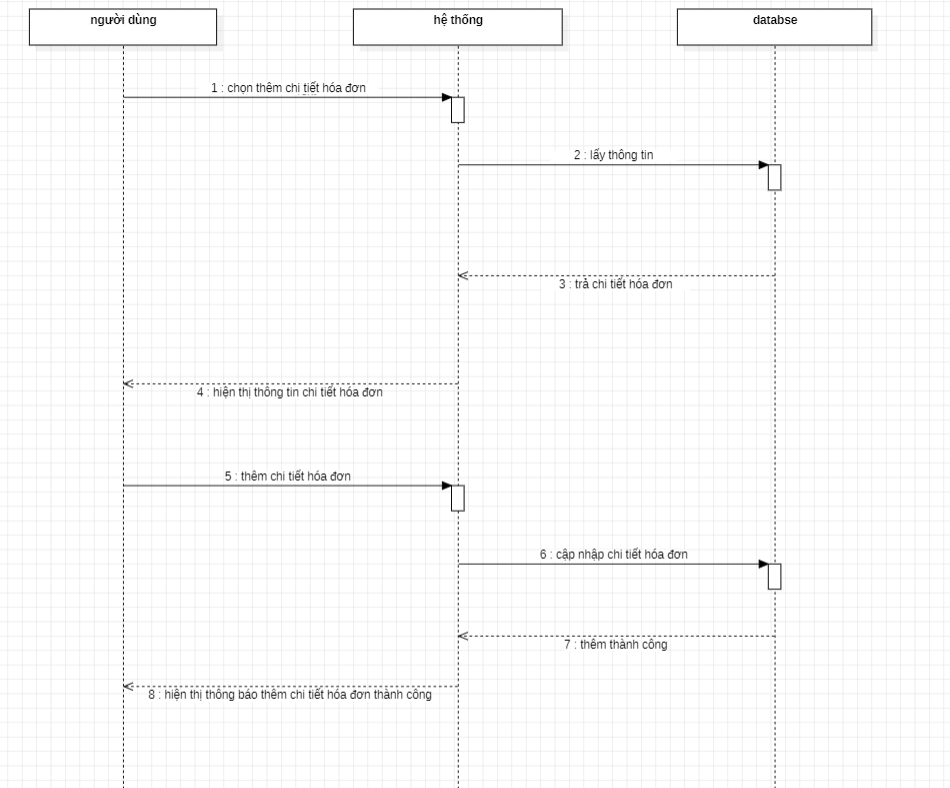 người dùng
hệ thống
databse
1 : chọn thêm chi tiết hóa đơn
2 : lấy thông tin
3 : trả chi tiết hóa đơn
4 : hiện thị thông tin chi tiết hóa đơn
5 : thêm chi tiết hóa đơn
6 : cập nhập chi tiết hóa đơn
7 : thêm thành công
8 : hiện thị thông báo thêm chi tiết hóa đơn thành công